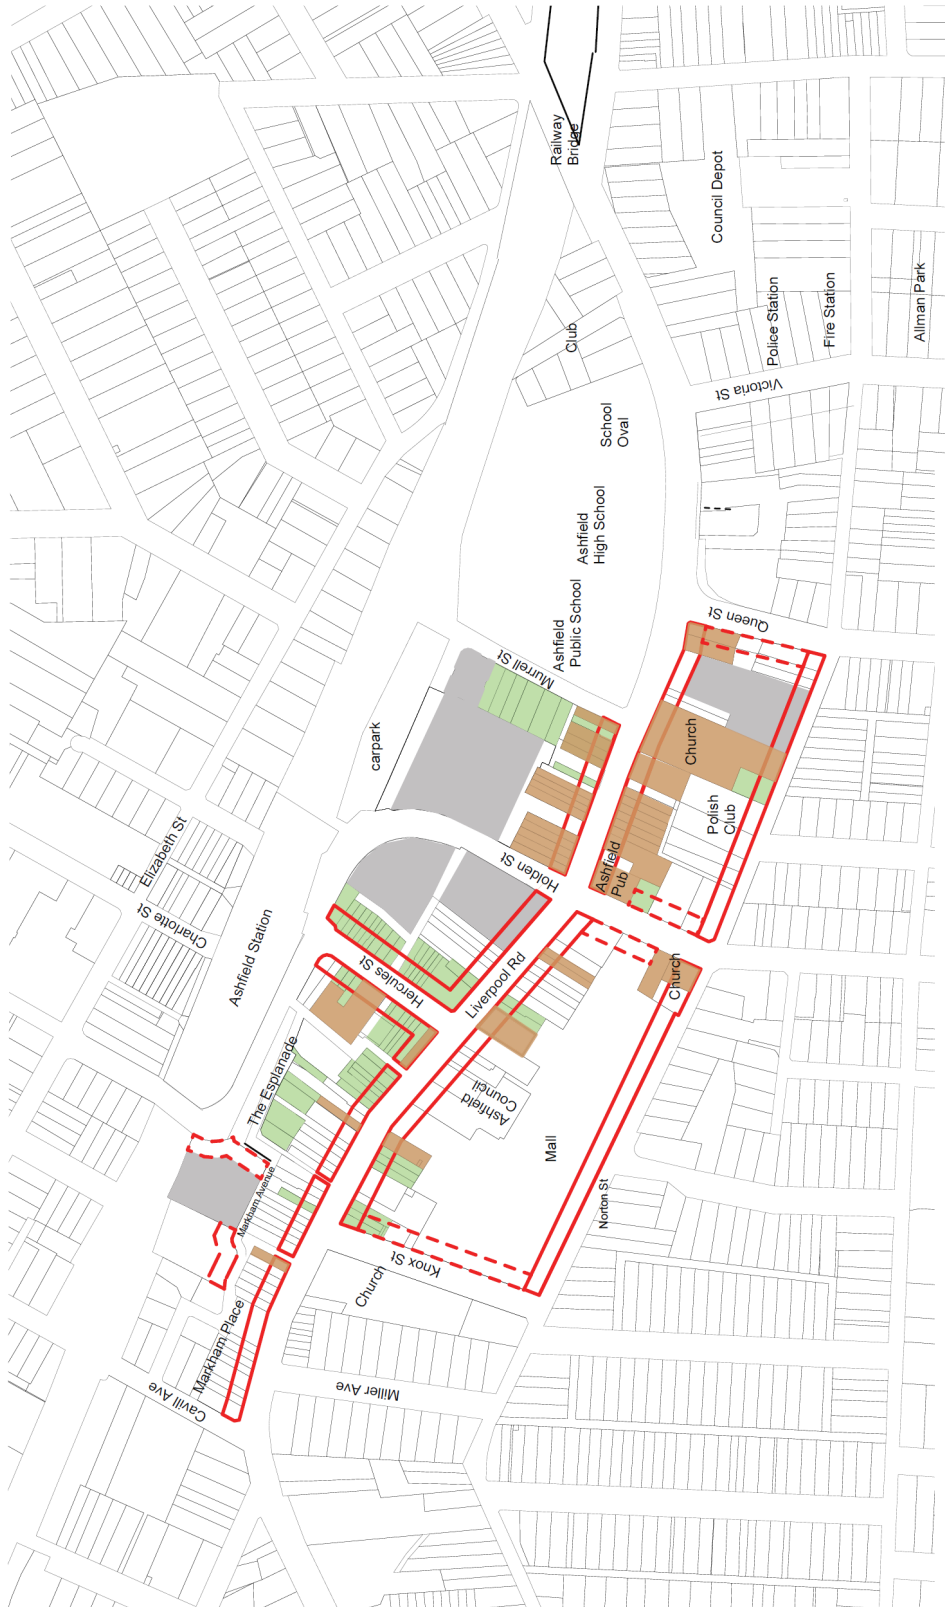 Railway
Bridge
Council Depot
Police Station
Fire Station
Allman Park
Club
Victoria St
School
Oval
Ashfield
High School
Ashfield
Public School
Queen St
Murrell St
carpark
Church
Polish
Club
Elizabeth St
Charlotte St
Holden St
Ashfield
Pub
Ashfield Station
Hercules St
Liverpool Rd
Church
The Esplanade
Ashfield
Council
Mall
Markham Avenue
Norton St
Knox St
Church
Markham Place
Cavill Ave
Miller Ave